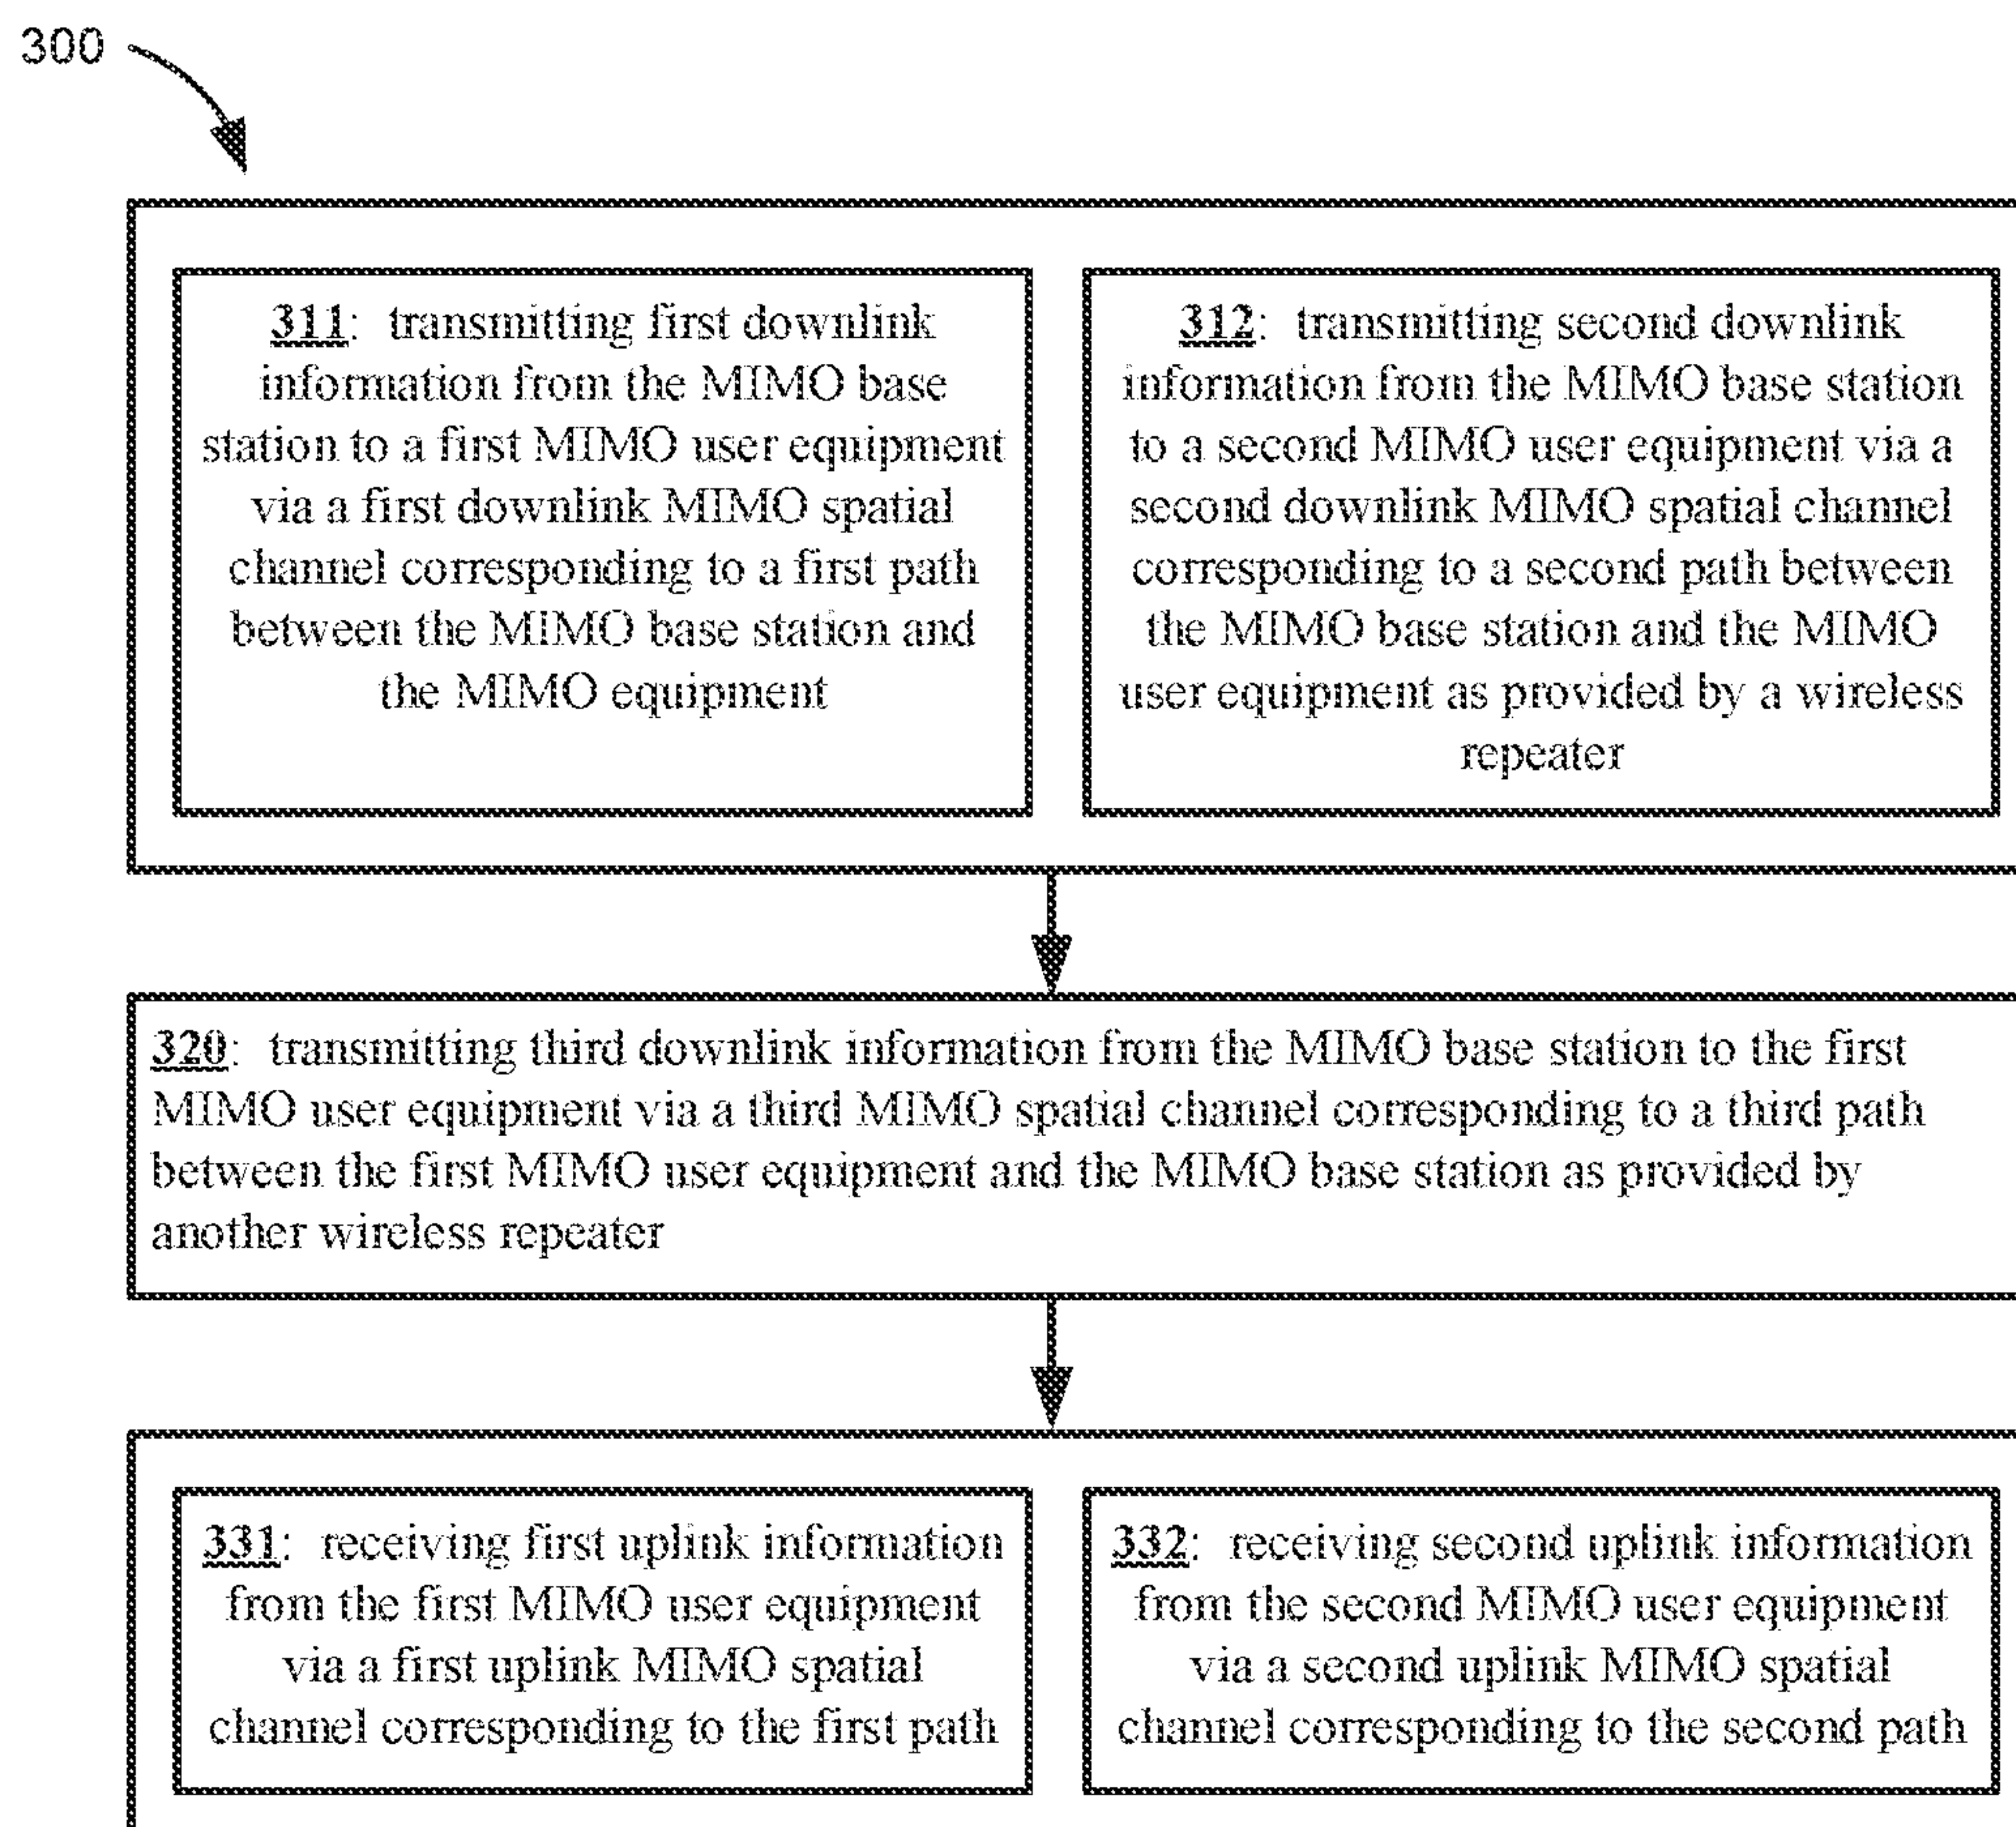 300
311: transmitting first downlink
information from the MIMO base
station to a first MIMO user equipment
via a first downlink MIMO spatial
channel corresponding to a first path
between the MIMO base station and
the MIMO equipment
312: transmitting second downlink
information from the MIMO base station
to a second MIMO user equipment via a
second downlink MIMO spatial channel
corresponding to a second path between
the MIMO base station and the MIMO
user equipment as provided by a wireless
repeater
320: transmitting third downlink information from the MIMO base station to the first
MIMO user equipment via a third MIMO spatial channel corresponding to a third path
between the first MIMO user equipment and the MIMO base station as provided by
another wireless repeater
331: receiving first uplink information
from the first MIMO user equipment
via a first uplink MIMO spatial
channel corresponding to the first path
332: receiving second uplink information
from the second MIMO user equipment
via a second uplink MIMO spatial
channel corresponding to the second path